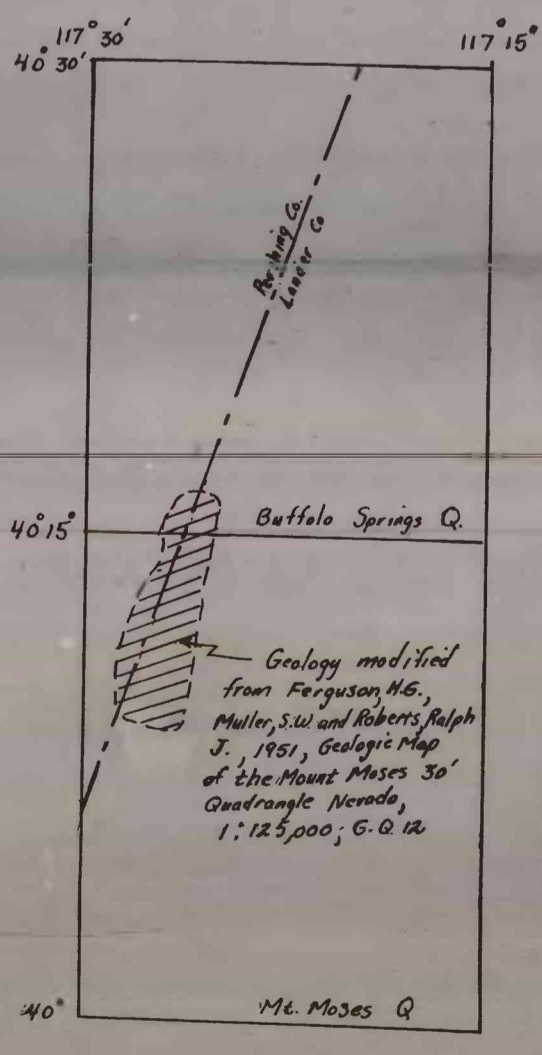 117° 30′
117° 15′
40° 30′
Pershing Co.
Lander Co
40° 15′
Buffalo Springs Q.
Geology modified
from Ferguson, H.G.,
Muller, S.W. and Roberts, Ralph
J., 1951, Geologic Map
of the Mount Moses 30′
Quadrangle Nevada,
1:125,000; G.Q. 12
40°
Mt. Moses Q